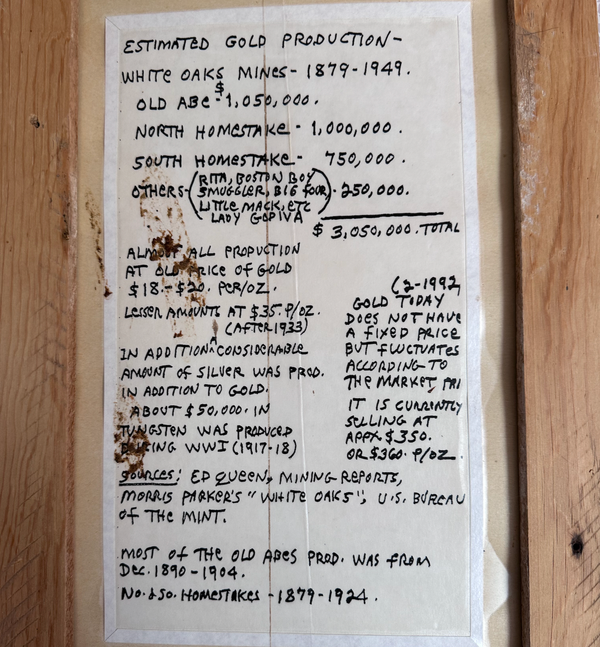 ESTIMATED GOLD PRODUCTION-
WHITE OAKS MINES- 1879-1949.
OLD ABE-$1,050,000.
NORTH HOMESTAKE- 1,000,000.
SOUTH HOMESTAKE- 750,000.
OTHERS-(RITA, BOSTON BOY
SMUGGLER, BIG FOUR,
LITTLE MACK, ETC
LADY GODIVA)- 250,000.
$ 3,050,000. TOTAL
ALMOST ALL PRODUCTION
AT OLD PRICE OF GOLD
$18.-$20. PER/OZ.
LESSER AMOUNTS AT $35. P/OZ.
(AFTER 1933)
IN ADDITION CONSIDERABLE
AMOUNT OF SILVER WAS PROD.
IN ADDITION TO GOLD.
ABOUT $50,000. IN
TUNGSTEN WAS PRODUCED
DURING WWI (1917-18)
(2-1992)
GOLD TODAY
DOES NOT HAVE
A FIXED PRICE
BUT FLUCTUATES
ACCORDING TO
THE MARKET PRI
IT IS CURRENTLY
SELLING AT
APPX. $350.
OR $360. P/OZ.
SOURCES: ED QUEEN, MINING REPORTS,
MORRIS PARKER'S "WHITE OAKS", U.S. BUREAU
OF THE MINT.
MOST OF THE OLD ABES PROD. WAS FROM
DEC. 1890-1904.
NO. & SO. HOMESTAKES -1879-1924.